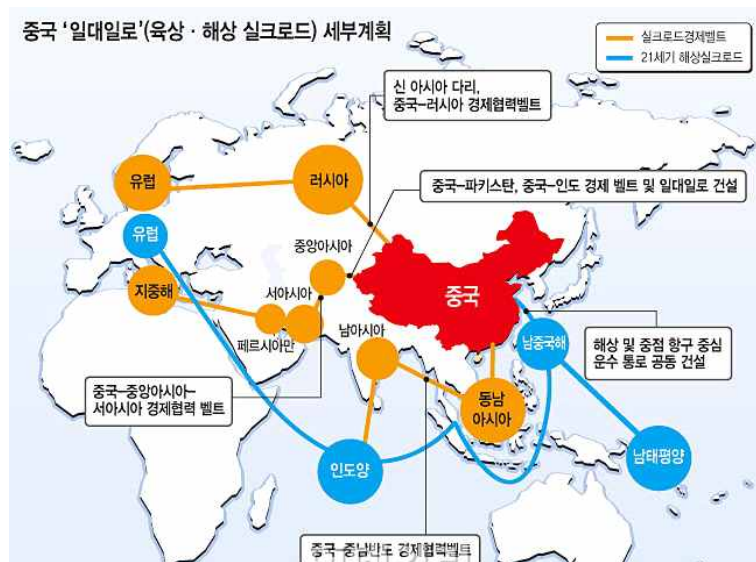 중국 ‘일대일로’(육상·해상 실크로드) 세부계획
실크로드경제벨트
21세기 해상실크로드
신 아시아 다리,
중국–러시아 경제협력벨트
유럽
러시아
중국–파키스탄, 중국–인도 경제 벨트 및 일대일로 건설
유럽
중앙아시아
중국
지중해
서아시아
페르시아만
남아시아
남중국해
해상 및 중점 항구 중심
운수 통로 공동 건설
중국–중앙아시아–
서아시아 경제협력 벨트
동남
아시아
인도양
남태평양
중국–중남반도 경제협력벨트